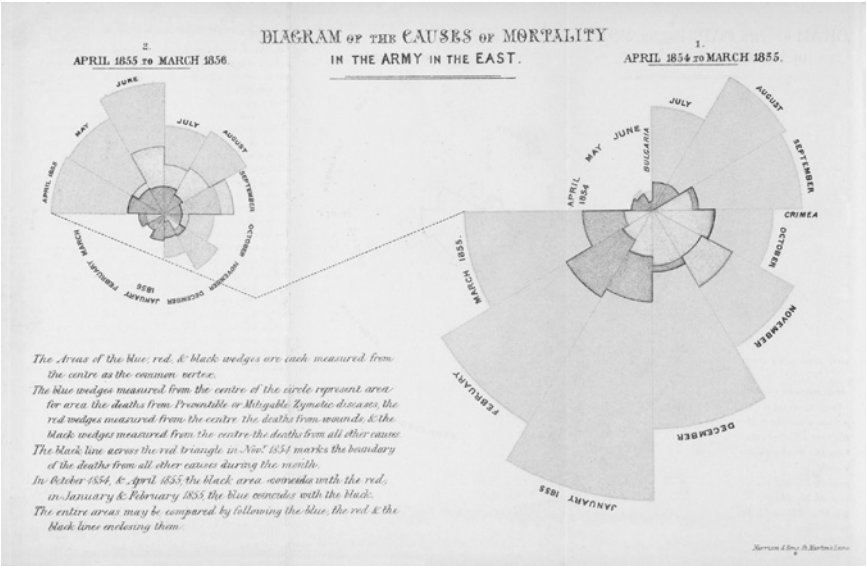 DIAGRAM OF THE CAUSES OF MORTALITY
IN THE ARMY IN THE EAST.
2.
APRIL 1855 TO MARCH 1856.
1.
APRIL 1854 TO MARCH 1855.
JUNE
JULY
AUGUST
SEPTEMBER
OCTOBER
NOVEMBER
DECEMBER
JANUARY
1856
FEBRUARY
MARCH
APRIL 1855
MAY
APRIL
1854
MAY
JUNE
BULGARIA
JULY
AUGUST
SEPTEMBER
CRIMEA
OCTOBER
NOVEMBER
DECEMBER
JANUARY 1855
FEBRUARY
MARCH 1855.
The Areas of the blue, red, & black wedges are each measured from
the centre as the common vertex.
The blue wedges measured from the centre of the circle represent area
for area the deaths from Preventible or Mitigable Zymotic diseases, the
red wedges measured from the centre the deaths from wounds, & the
black wedges measured from the centre the deaths from all other causes.
The black line across the red triangle in Novr. 1854 marks the boundary
of the deaths from all other causes during the month.
In October 1854, & April 1855, the black area coincides with the red,
in January & February 1855, the blue coincides with the black.
The entire areas may be compared by following the blue, the red & the
black lines enclosing them.
Harrison & Sons St. Martins Lane